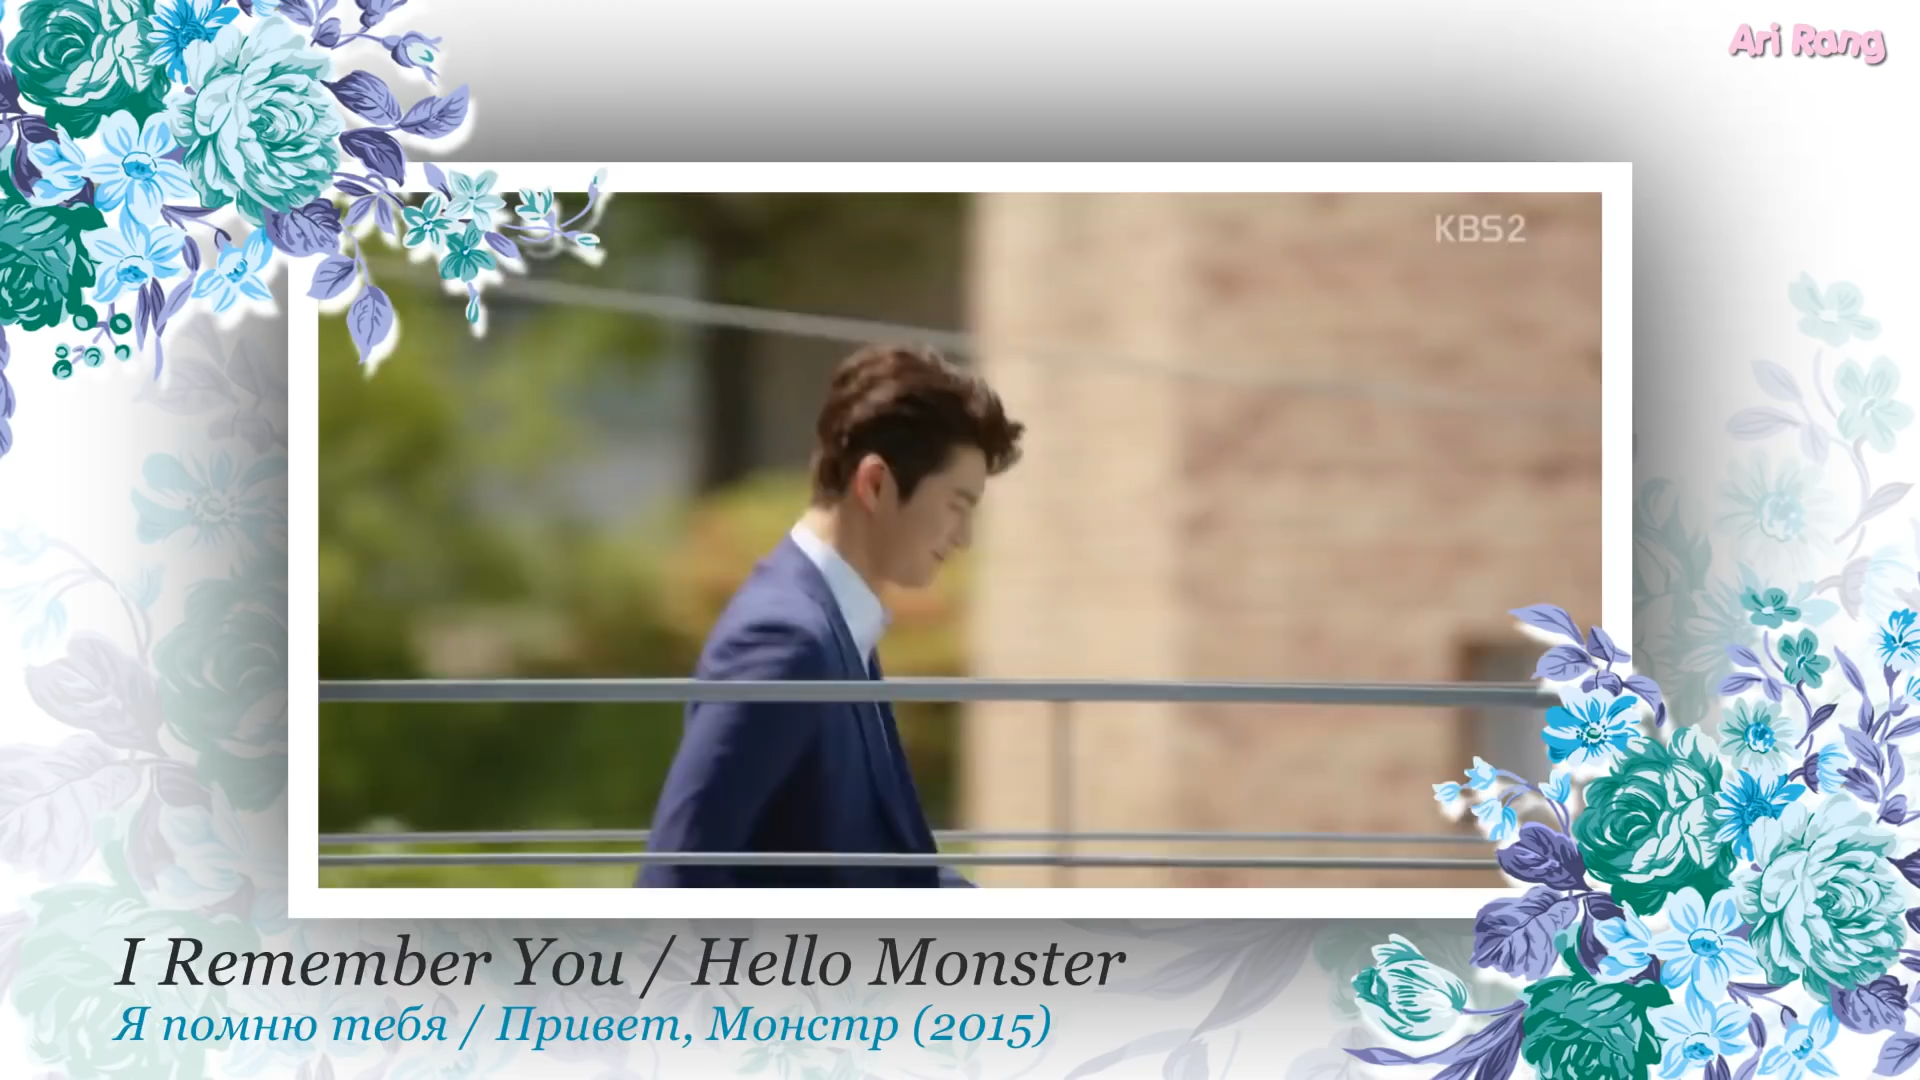 Ari Rang
KBS2
I Remember You / Hello Monster
Я помню тебя / Привет, Монстр (2015)